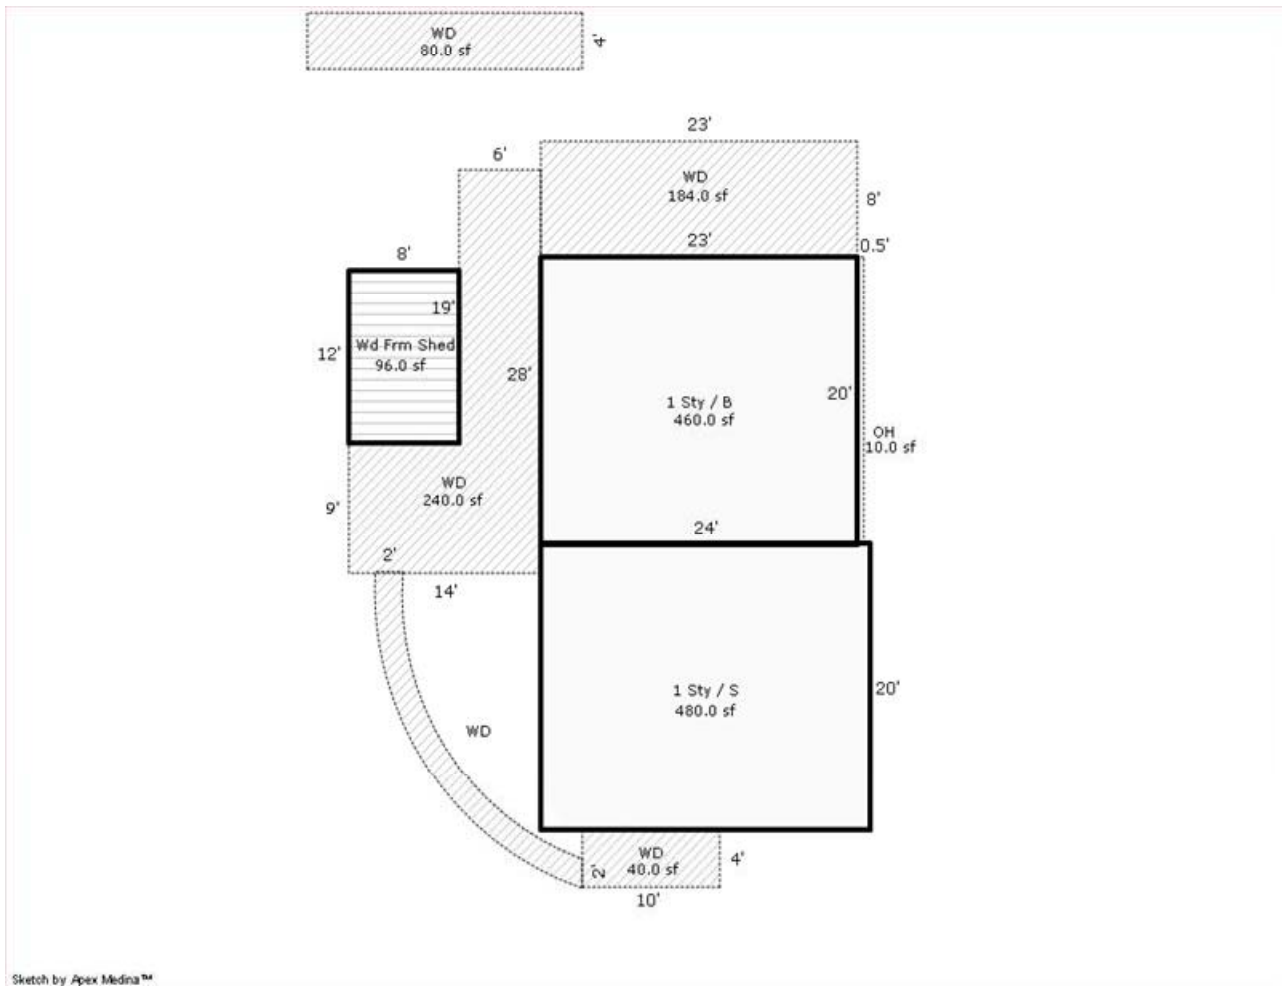 WD
80.0 sf
4'
23'
6'
WD
184.0 sf
8'
23'
0.5'
8'
19'
12'
Wd Frm Shed
96.0 sf
28'
20'
1 Sty / B
460.0 sf
OH
10.0 sf
WD
240.0 sf
9'
24'
2'
14'
1 Sty / S
480.0 sf
20'
WD
WD
40.0 sf
4'
2'
10'
Sketch by Apex Medina™